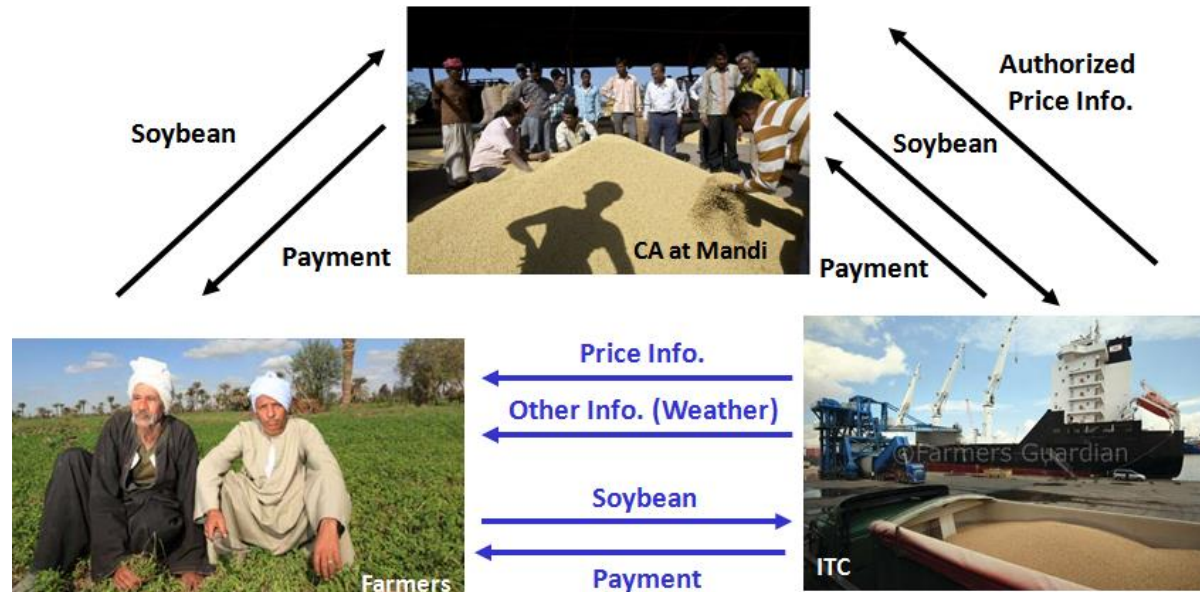 Authorized
Price Info.
Soybean
Soybean
Payment
CA at Mandi
Payment
Price Info.
Other Info. (Weather)
©Farmers Guardian
Soybean
Payment
Farmers
ITC